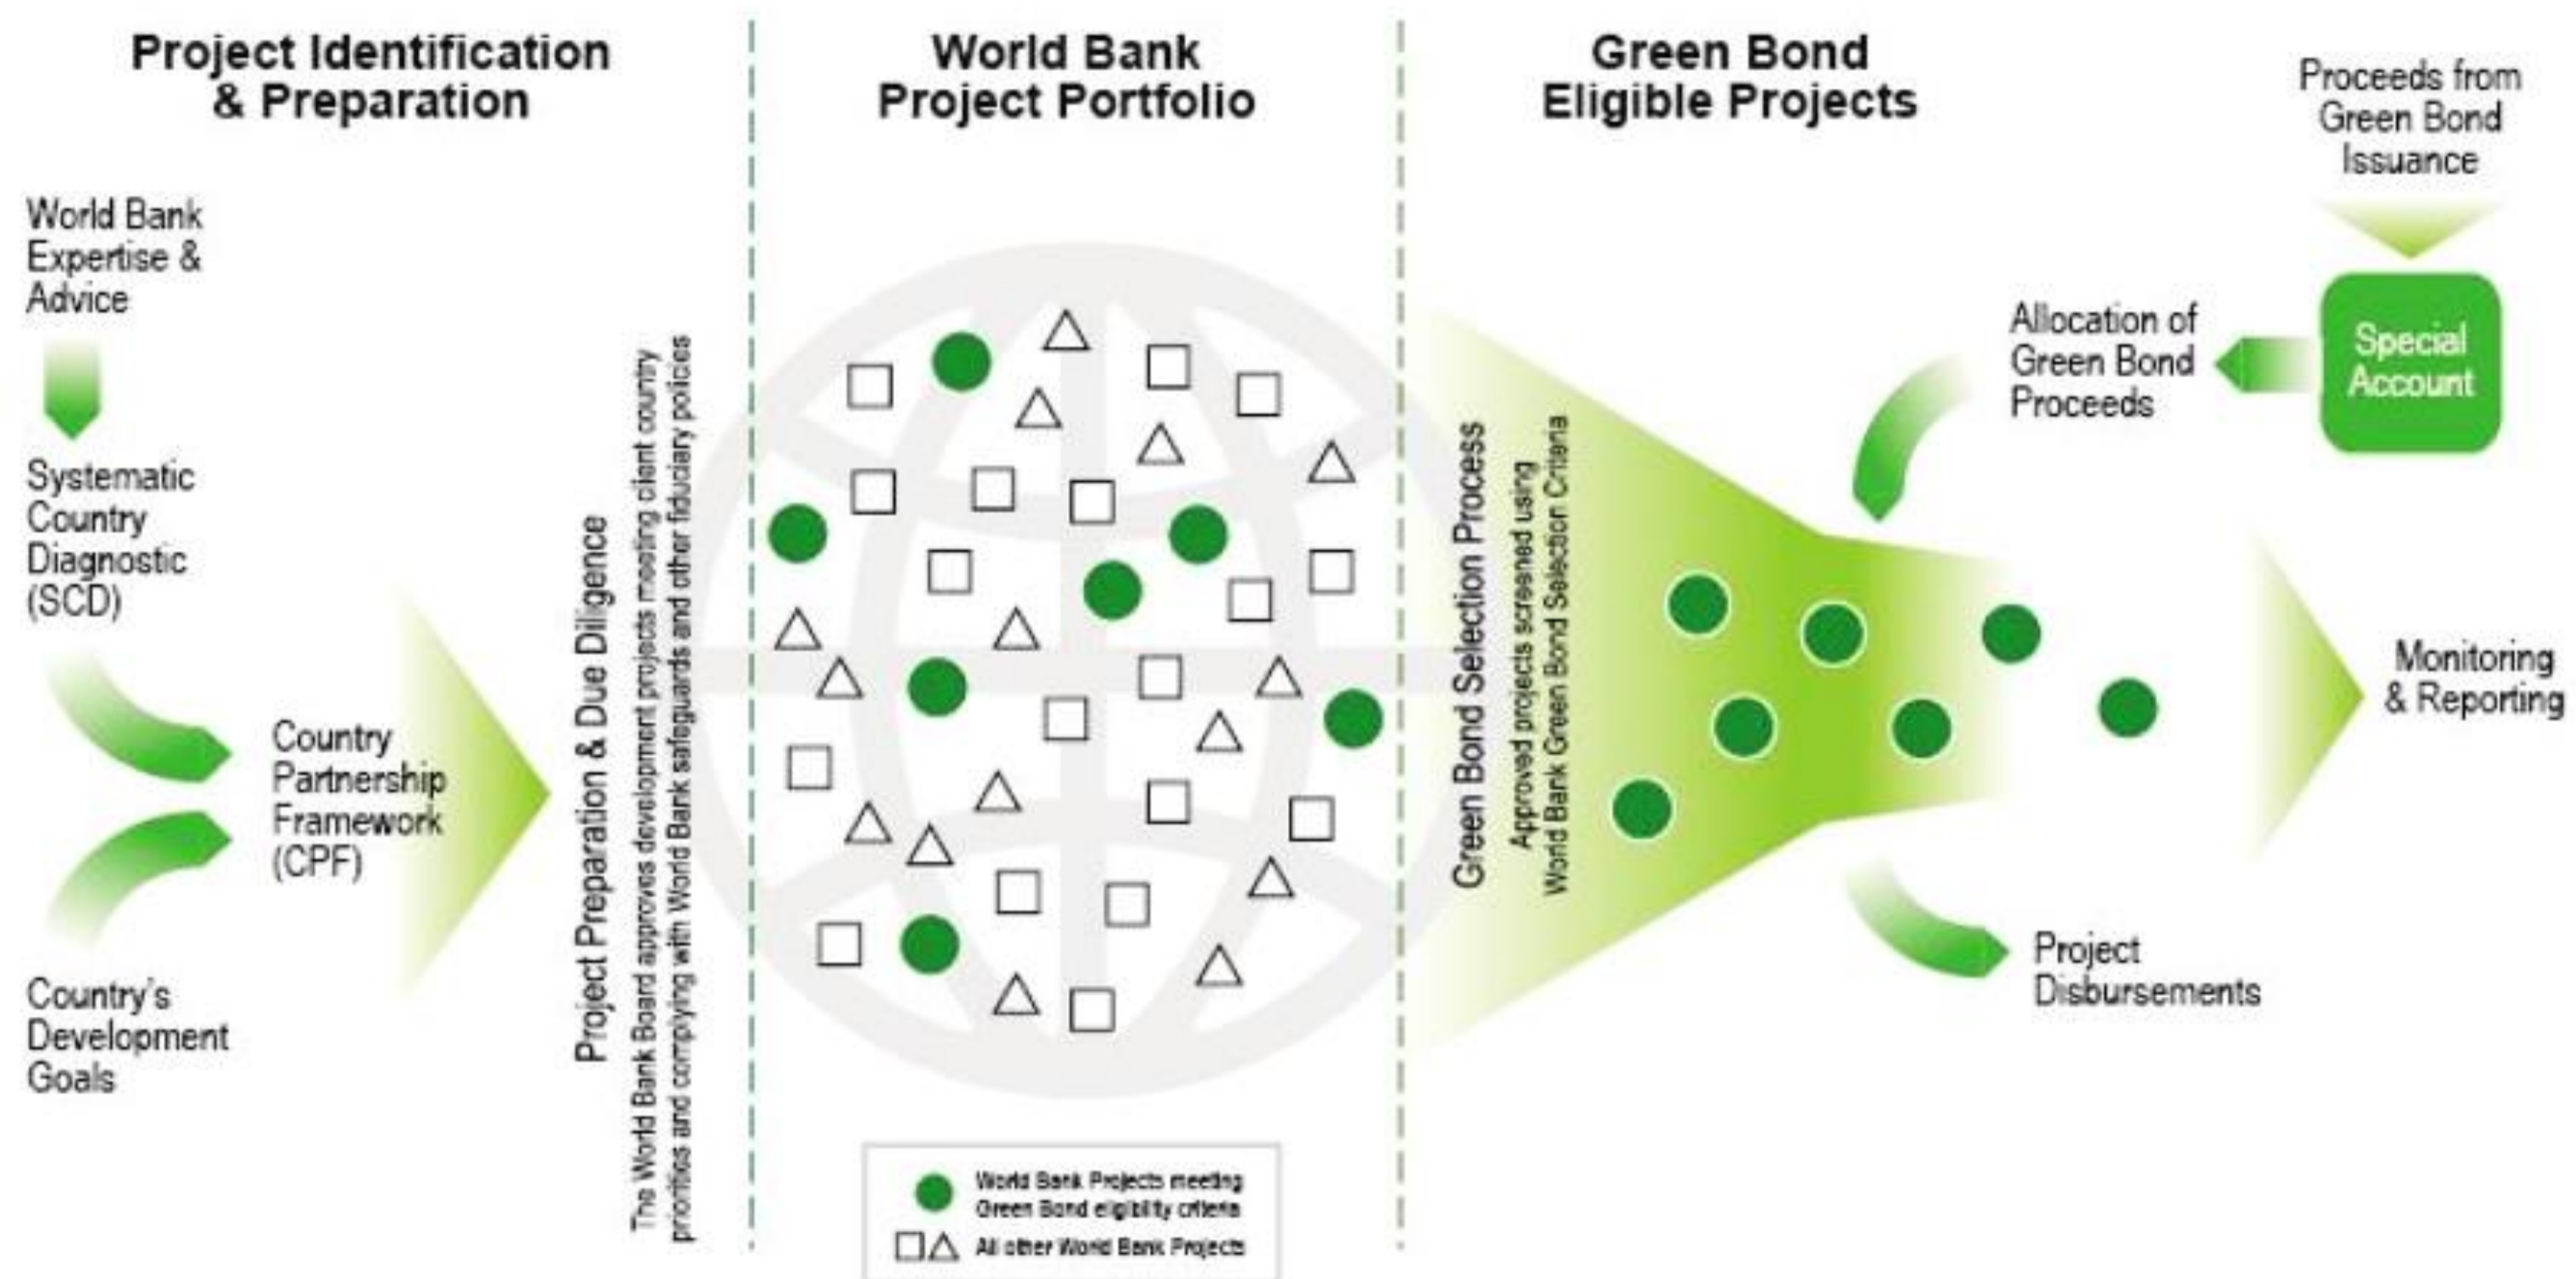 Project Identification
& Preparation
World Bank
Expertise &
Advice
Systematic
Country
Diagnostic
(SCD)
Country
Partnership
Framework
(CPF)
Country's
Development
Goals
Project Preparation & Due Diligence
The World Bank Board approves development projects meeting client country
priorities and complying with World Bank safeguards and other fiduciary polices
World Bank
Project Portfolio
World Bank Projects meeting
Green Bond eligibility criteria
All other World Bank Projects
Green Bond
Eligible Projects
Green Bond Selection Process
Approved projects screened using
World Bank Green Bond Selection Criteria
Proceeds from
Green Bond
Issuance
Special
Account
Allocation of
Green Bond
Proceeds
Project
Disbursements
Monitoring
& Reporting